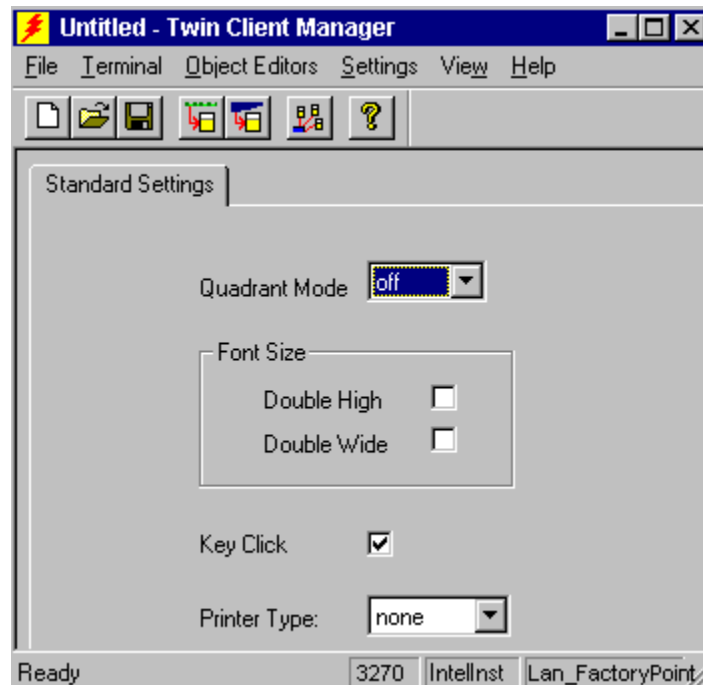 Untitled - Twin Client Manager
File Terminal Object Editors Settings View Help
Standard Settings
Quadrant Mode off
Font Size
Double High
Double Wide
Key Click
Printer Type: none
Ready 3270 IntelInst Lan_FactoryPoint